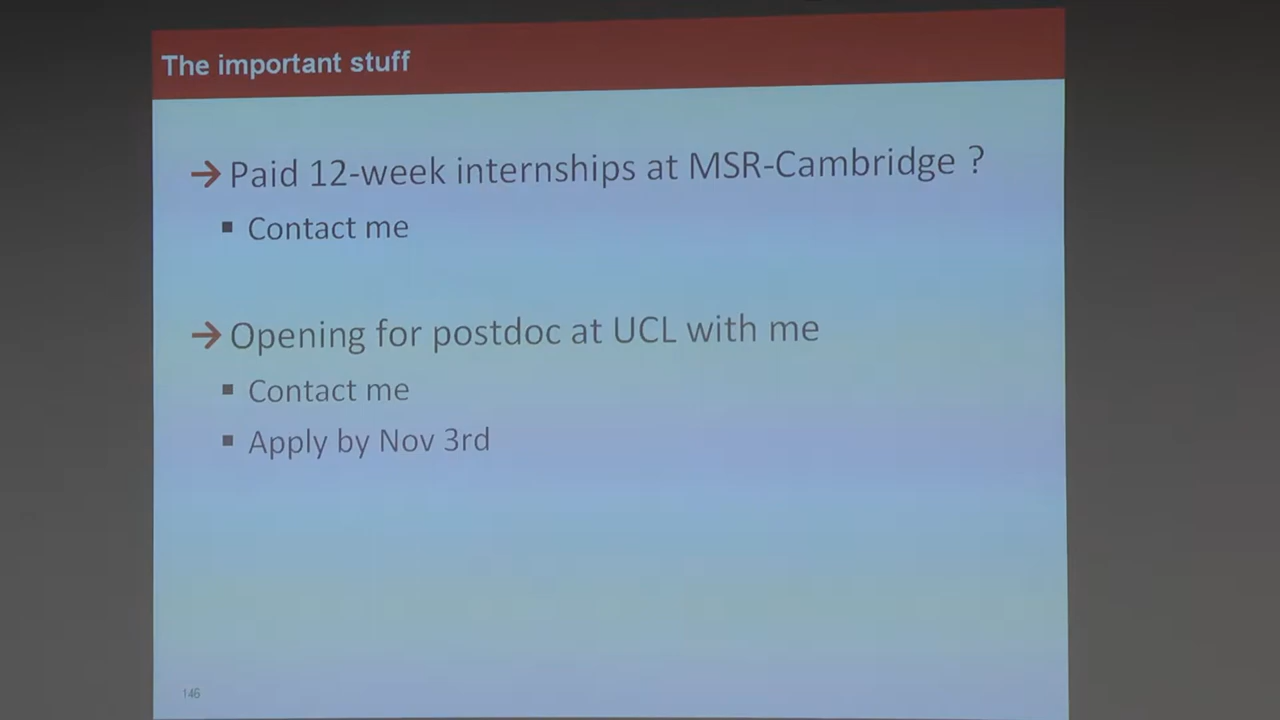 The important stuff
→ Paid 12-week internships at MSR-Cambridge ?
▪ Contact me
→ Opening for postdoc at UCL with me
▪ Contact me
▪ Apply by Nov 3rd
146